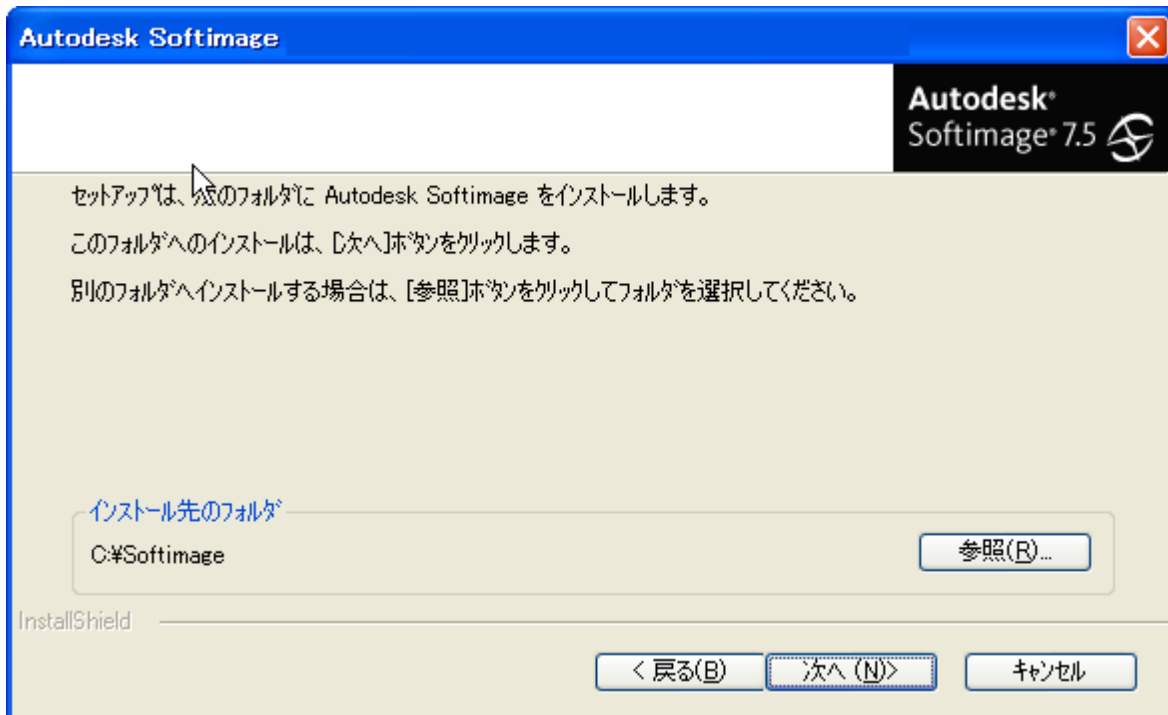 Autodesk Softimage
Autodesk®
Softimage® 7.5
セットアップは、次のフォルダに Autodesk Softimage をインストールします。
このフォルダへのインストールは、[次へ]ボタンをクリックします。
別のフォルダへインストールする場合は、[参照]ボタンをクリックしてフォルダを選択してください。
インストール先のフォルダ
C:¥Softimage
参照(R)...
InstallShield
< 戻る(B)
次へ (N)>
キャンセル